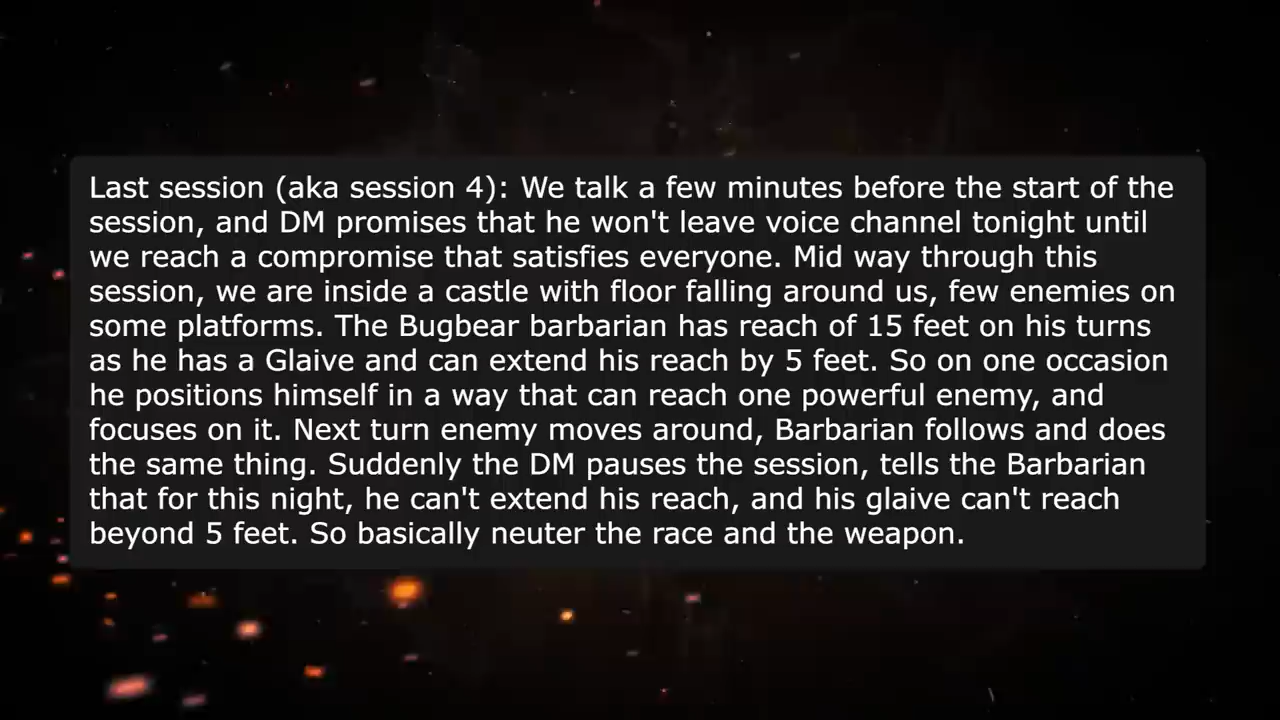 Last session (aka session 4): We talk a few minutes before the start of the
session, and DM promises that he won't leave voice channel tonight until
we reach a compromise that satisfies everyone. Mid way through this
session, we are inside a castle with floor falling around us, few enemies on
some platforms. The Bugbear barbarian has reach of 15 feet on his turns
as he has a Glaive and can extend his reach by 5 feet. So on one occasion
he positions himself in a way that can reach one powerful enemy, and
focuses on it. Next turn enemy moves around, Barbarian follows and does
the same thing. Suddenly the DM pauses the session, tells the Barbarian
that for this night, he can't extend his reach, and his glaive can't reach
beyond 5 feet. So basically neuter the race and the weapon.